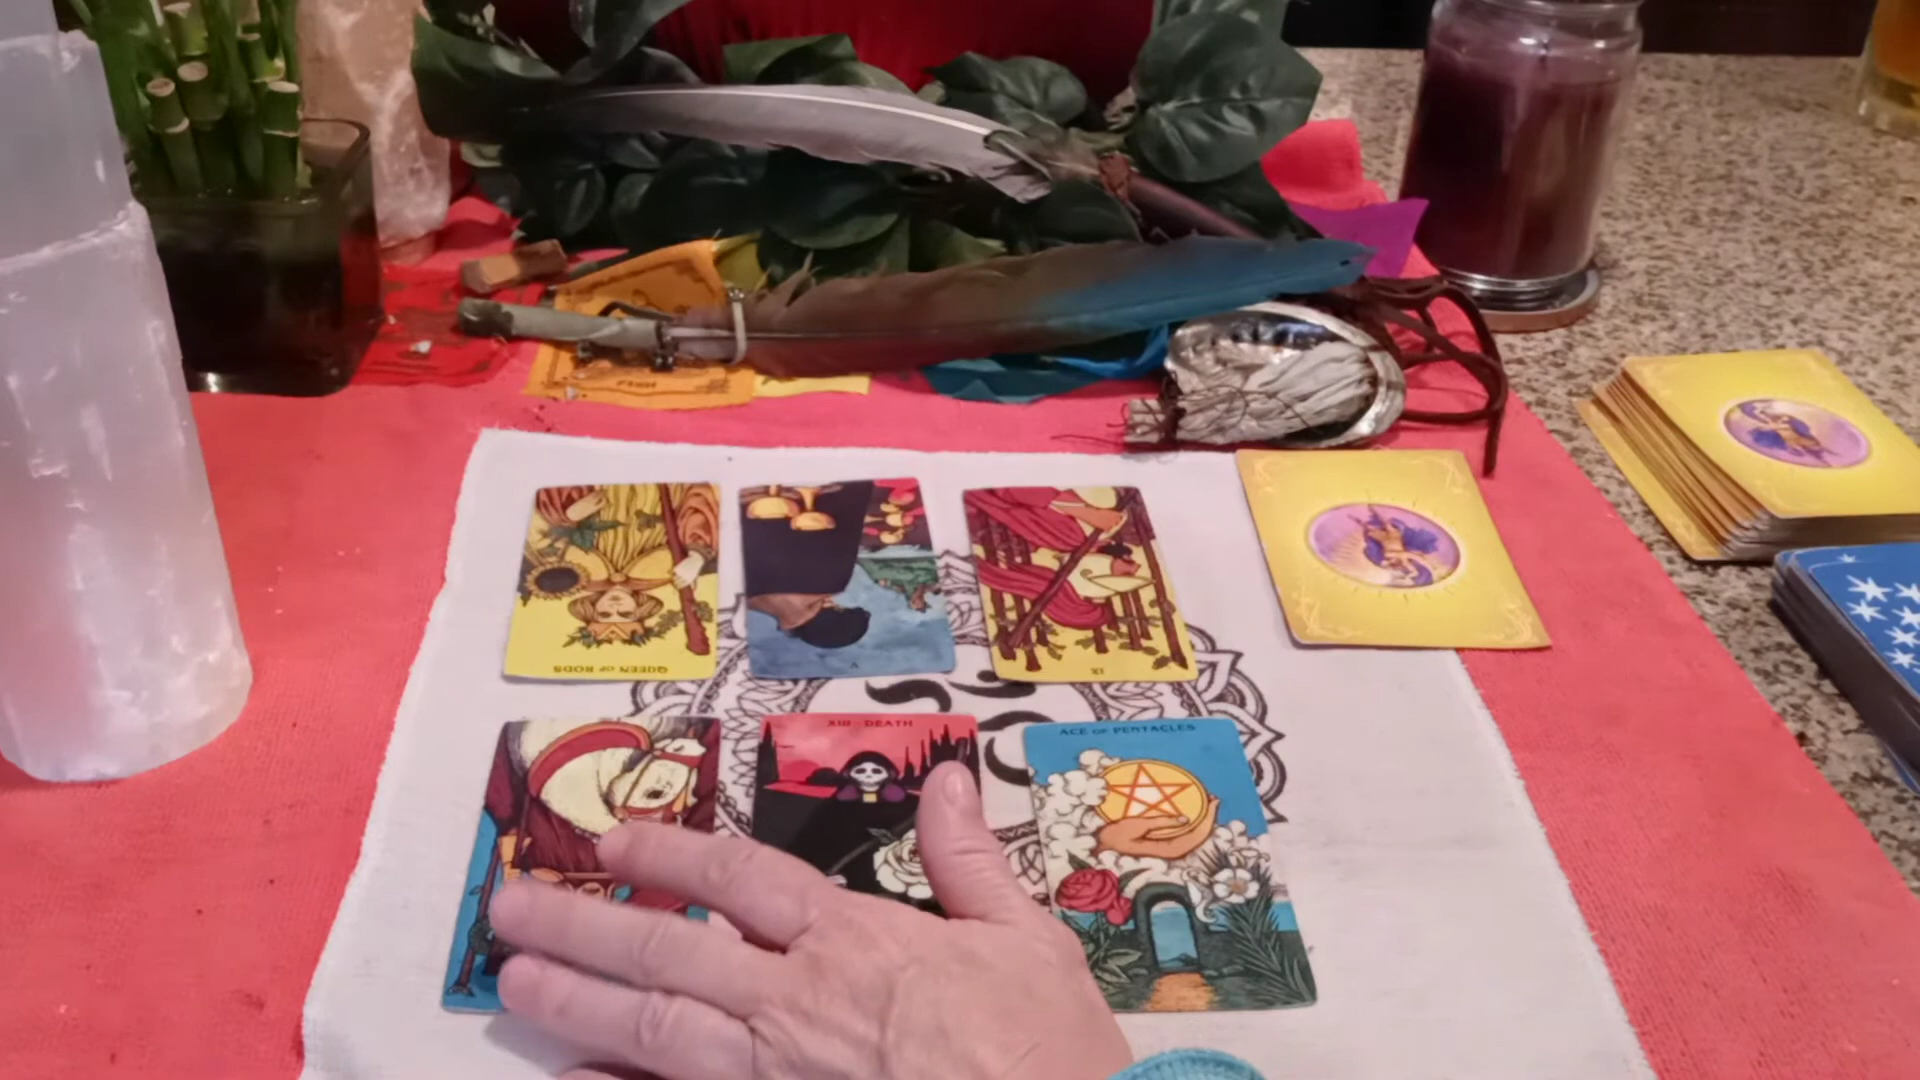 QUEEN OF RODS
V
IX
XIII - DEATH
ACE OF PENTACLES